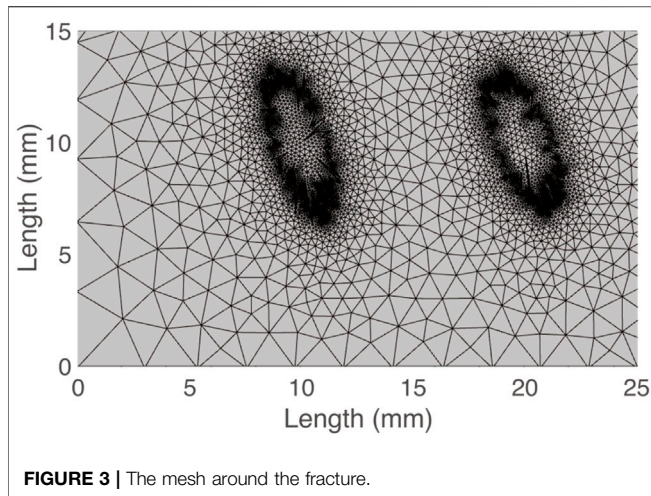 15
10
5
0
Length (mm)
0 5 10 15 20 25
Length (mm)
FIGURE 3 | The mesh around the fracture.